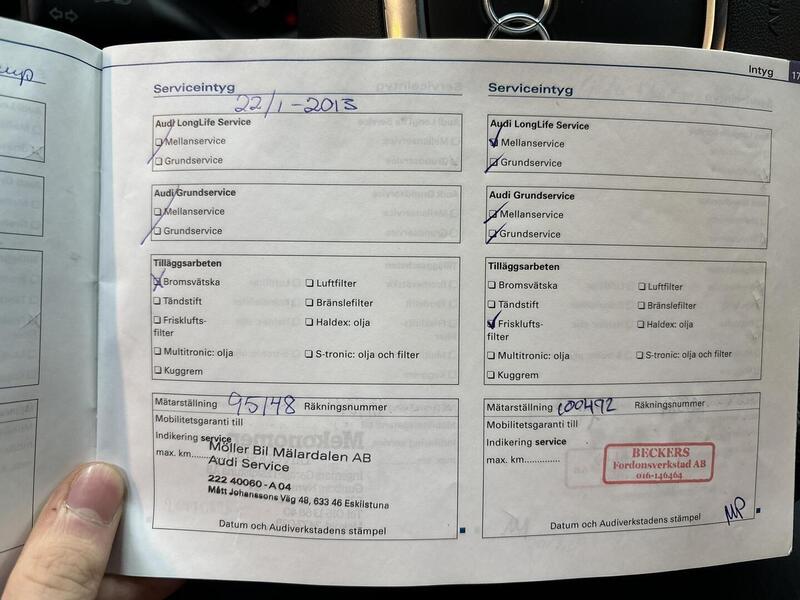 Intyg 17
Serviceintyg
22/1-2013
Audi LongLife Service
Mellanservice
Grundservice
Audi Grundservice
Mellanservice
Grundservice
Tilläggsarbeten
Bromsvätska
Luftfilter
Tändstift
Bränslefilter
Frisklufts-
filter
Haldex: olja
Multitronic: olja
S-tronic: olja och filter
Kuggrem
Mätarställning 95148 Räkningsnummer
Mobilitetsgaranti till
Indikering service
max. km.............
Möller Bil Mälardalen AB
Audi Service
222 40060-A04
Mått Johanssons Väg 48, 633 46 Eskilstuna
Datum och Audiverkstadens stämpel
Serviceintyg
Audi LongLife Service
Mellanservice
Grundservice
Audi Grundservice
Mellanservice
Grundservice
Tilläggsarbeten
Bromsvätska
Luftfilter
Tändstift
Bränslefilter
Frisklufts-
filter
Haldex: olja
Multitronic: olja
S-tronic: olja och filter
Kuggrem
Mätarställning 100492 Räkningsnummer
Mobilitetsgaranti till
Indikering service
max. km.............
BECKERS
Fordonsverkstad AB
016-146464
Datum och Audiverkstadens stämpel
MP